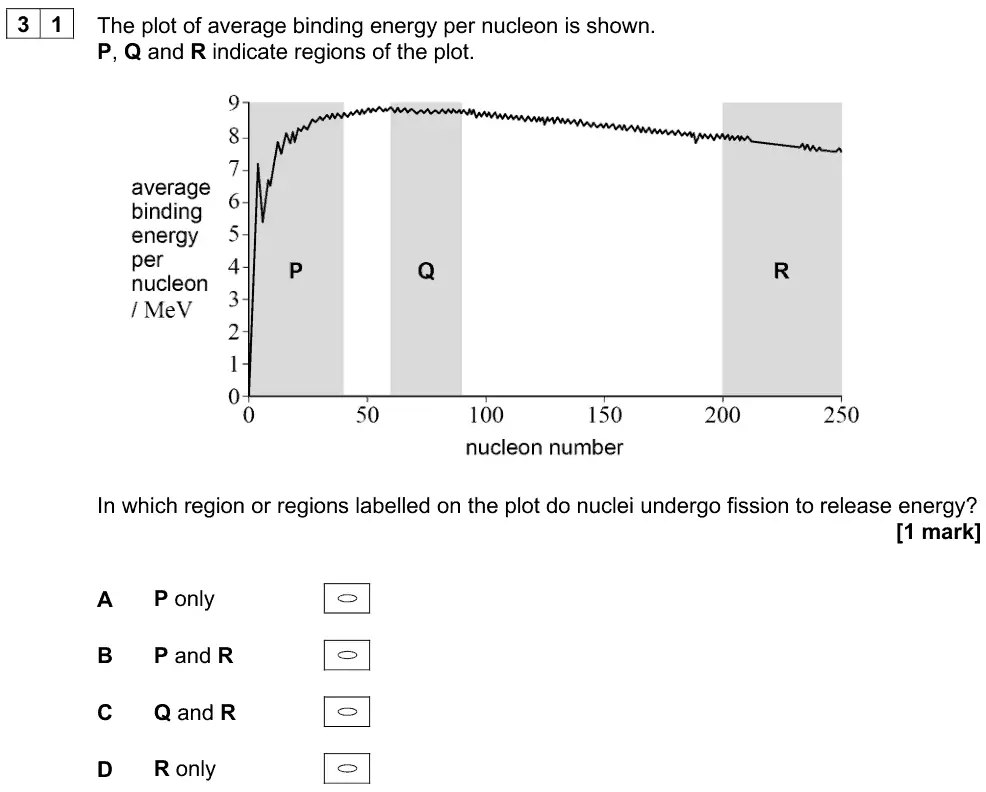 3 1 The plot of average binding energy per nucleon is shown.
P, Q and R indicate regions of the plot.
9
8
7
6
5
4
3
2
1
0
average
binding
energy
per
nucleon
/ MeV
P Q R
0 50 100 150 200 250
nucleon number
In which region or regions labelled on the plot do nuclei undergo fission to release energy?
[1 mark]
A P only
B P and R
C Q and R
D R only